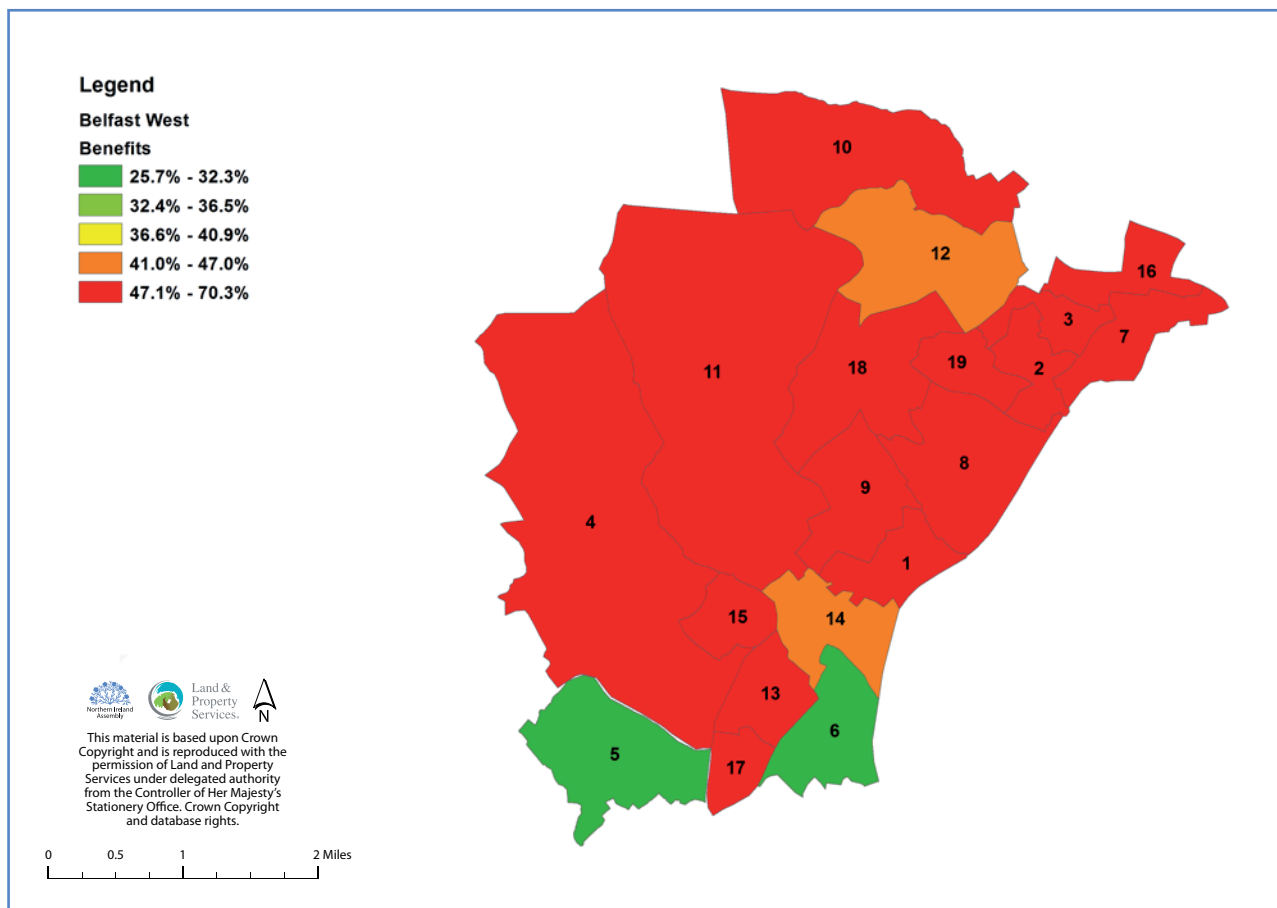 Legend
Belfast West
Benefits
25.7% - 32.3%
32.4% - 36.5%
36.6% - 40.9%
41.0% - 47.0%
47.1% - 70.3%
10
12
16
3
7
11
18
19
2
8
9
4
1
15
14
13
6
5
17
Northern Ireland
Assembly
Land &
Property
Services.
N
This material is based upon Crown
Copyright and is reproduced with the
permission of Land and Property
Services under delegated authority
from the Controller of Her Majesty's
Stationery Office. Crown Copyright
and database rights.
0 0.5 1 2 Miles